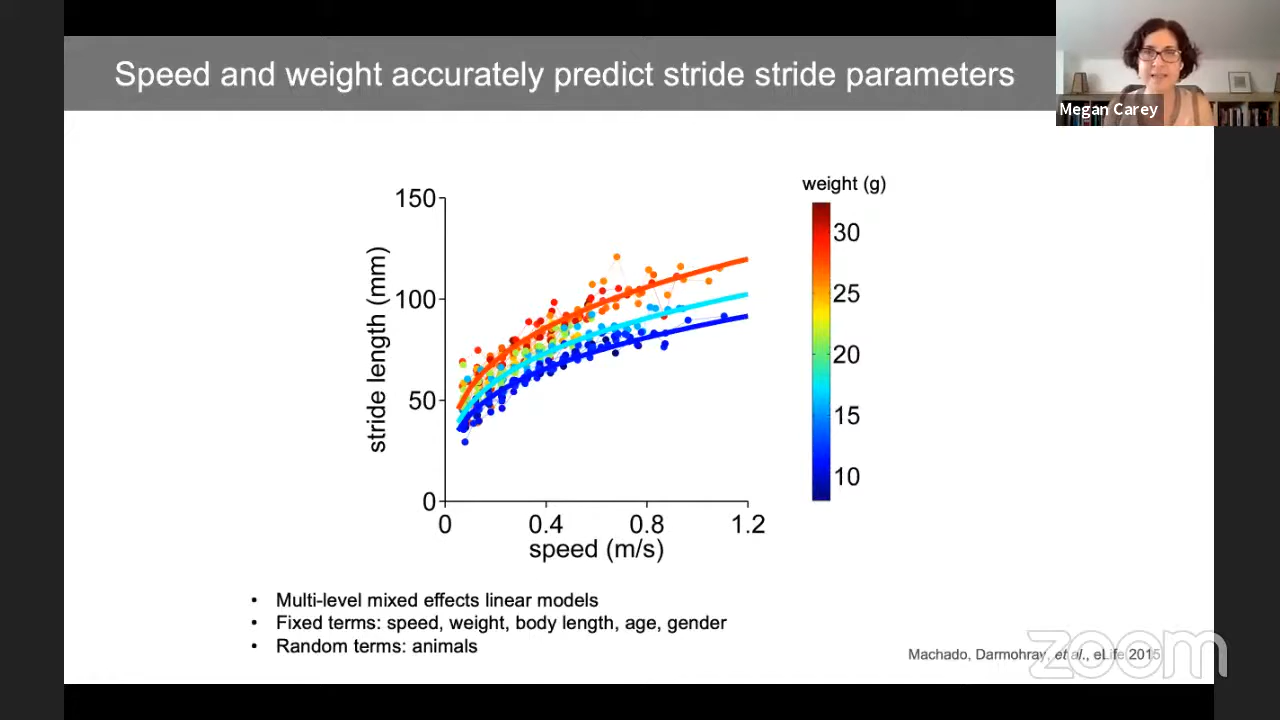 Speed and weight accurately predict stride stride parameters
Megan Carey
weight (g)
150
100
50
0
stride length (mm)
0 0.4 0.8 1.2
speed (m/s)
30
25
20
15
10
• Multi-level mixed effects linear models
• Fixed terms: speed, weight, body length, age, gender
• Random terms: animals
Machado, Darmohray, et al., eLife 2015
zoom